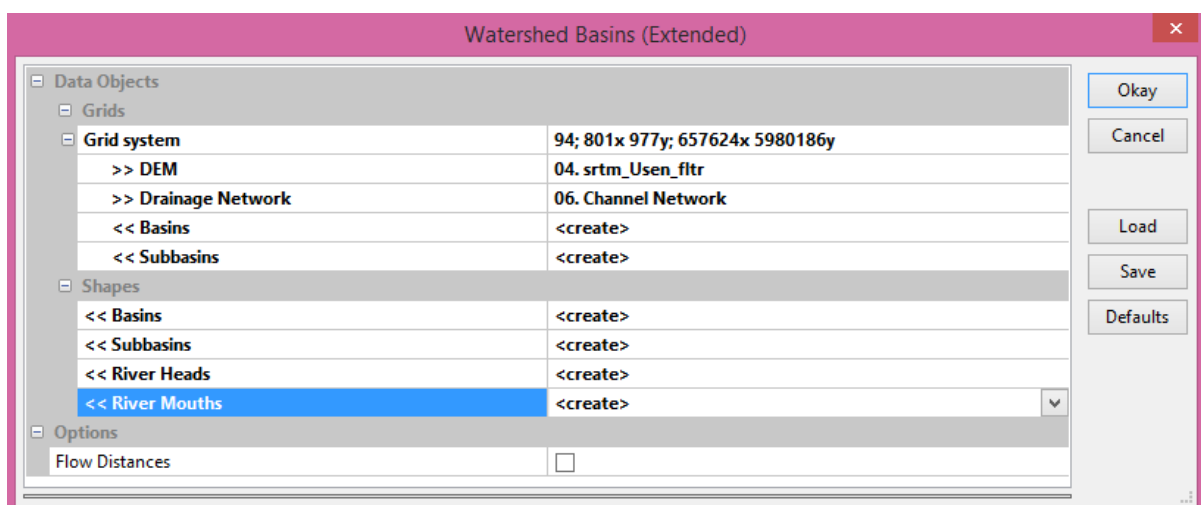 Watershed Basins (Extended)
Data Objects
Grids
Grid system 94; 801x 977y; 657624x 5980186y
>> DEM 04. srtm_Usen_fltr
>> Drainage Network 06. Channel Network
<< Basins <create>
<< Subbasins <create>
Shapes
<< Basins <create>
<< Subbasins <create>
<< River Heads <create>
<< River Mouths <create>
Options
Flow Distances
Okay
Cancel
Load
Save
Defaults